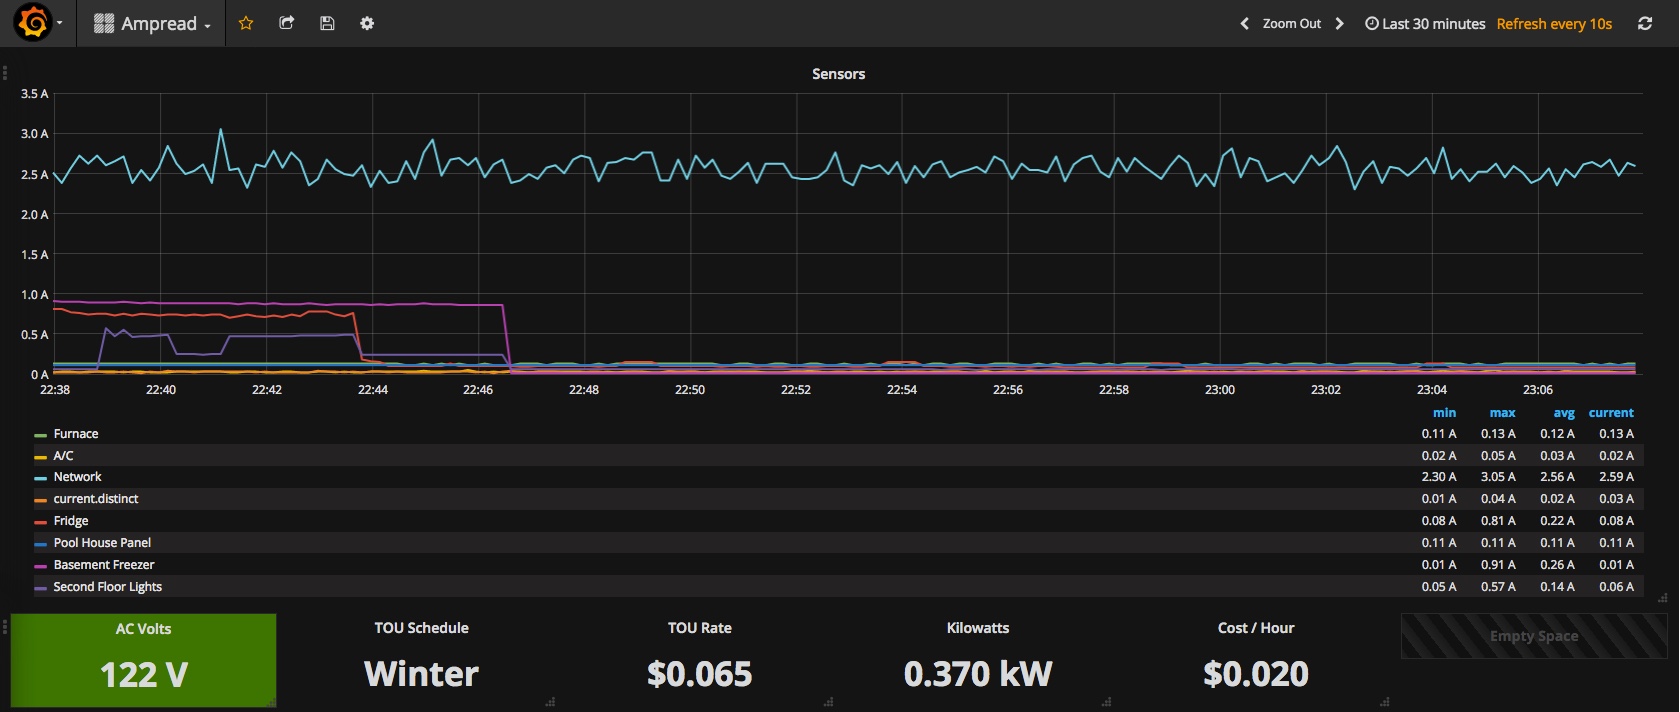 Ampread Zoom Out Last 30 minutes Refresh every 10s
Sensors
3.5 A
3.0 A
2.5 A
2.0 A
1.5 A
1.0 A
0.5 A
0 A
22:38 22:40 22:42 22:44 22:46 22:48 22:50 22:52 22:54 22:56 22:58 23:00 23:02 23:04 23:06
min max avg current
Furnace 0.11 A 0.13 A 0.12 A 0.13 A
A/C 0.02 A 0.05 A 0.03 A 0.02 A
Network 2.30 A 3.05 A 2.56 A 2.59 A
current.distinct 0.01 A 0.04 A 0.02 A 0.03 A
Fridge 0.08 A 0.81 A 0.22 A 0.08 A
Pool House Panel 0.11 A 0.11 A 0.11 A 0.11 A
Basement Freezer 0.01 A 0.91 A 0.26 A 0.01 A
Second Floor Lights 0.05 A 0.57 A 0.14 A 0.06 A
AC Volts TOU Schedule TOU Rate Kilowatts Cost / Hour Empty Space
122 V Winter $0.065 0.370 kW $0.020